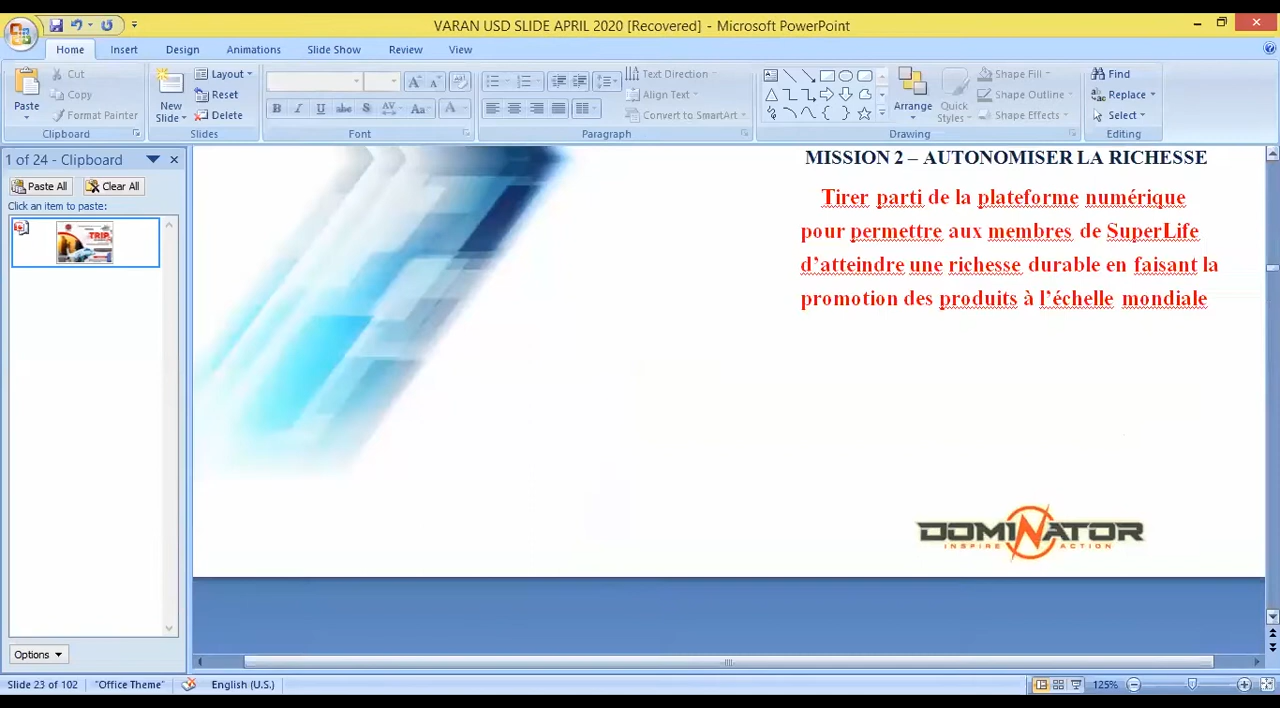 VARAN USD SLIDE APRIL 2020 [Recovered] - Microsoft PowerPoint
Home Insert Design Animations Slide Show Review View
Paste
Cut
Copy
Format Painter
Clipboard
New
Slide
Layout
Reset
Delete
Slides
B I U abc S AV Aa A
Font
Text Direction
Align Text
Convert to SmartArt
Paragraph
Arrange
Quick
Styles
Shape Fill
Shape Outline
Shape Effects
Drawing
Find
Replace
Select
Editing
1 of 24 - Clipboard
Paste All Clear All
Click an item to paste:
TRIP
MISSION 2 – AUTONOMISER LA RICHESSE
Tirer parti de la plateforme numérique
pour permettre aux membres de SuperLife
d’atteindre une richesse durable en faisant la
promotion des produits à l’échelle mondiale
DOMINATOR
INSPIRE ACTION
Options
Slide 23 of 102 "Office Theme" English (U.S.) 125%